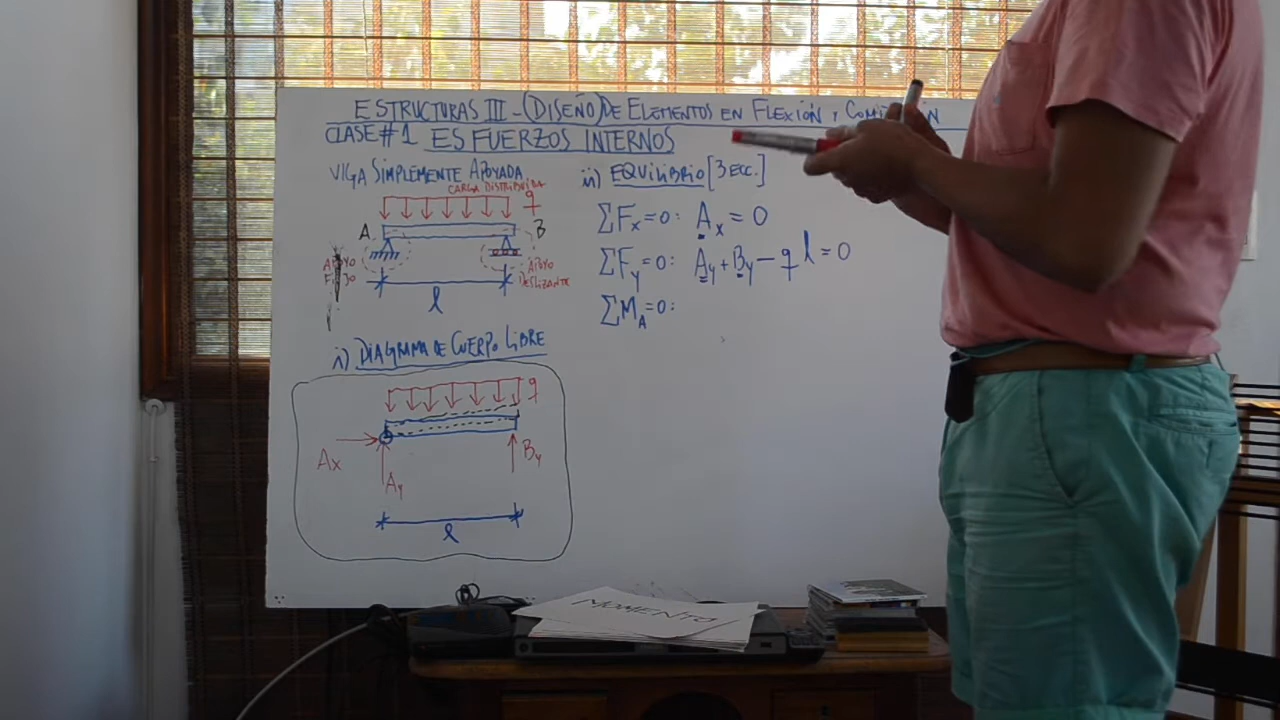 ESTRUCTURAS III - (DISEÑO) DE ELEMENTOS EN FLEXIÓN Y
CLASE #1 ESFUERZOS INTERNOS
VIGA SIMPLEMENTE APOYADA
CARGA DISTRIBUIDA
q
A
B
APOYO
FIJO
APOYO
DESLIZANTE
l
i) DIAGRAMA DE CUERPO LIBRE
q
Ax
Ay
By
l
ii) EQUILIBRIO [3 ECC.]
∑Fx=0: Ax = 0
∑Fy=0: Ay + By - q l = 0
∑MA=0:
MOMENTO